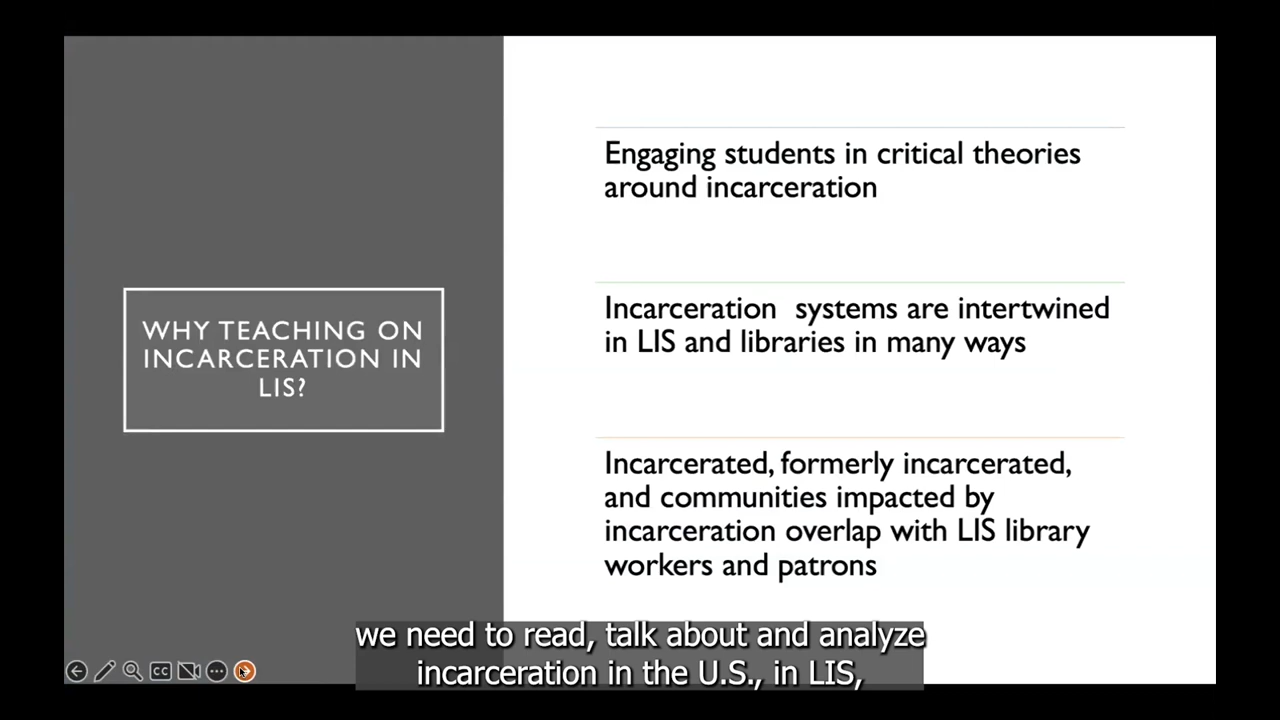 WHY TEACHING ON
INCARCERATION IN
LIS?
Engaging students in critical theories
around incarceration
Incarceration  systems are intertwined
in LIS and libraries in many ways
Incarcerated, formerly incarcerated,
and communities impacted by
incarceration overlap with LIS library
workers and patrons
we need to read, talk about and analyze
incarceration in the U.S., in LIS,
CC